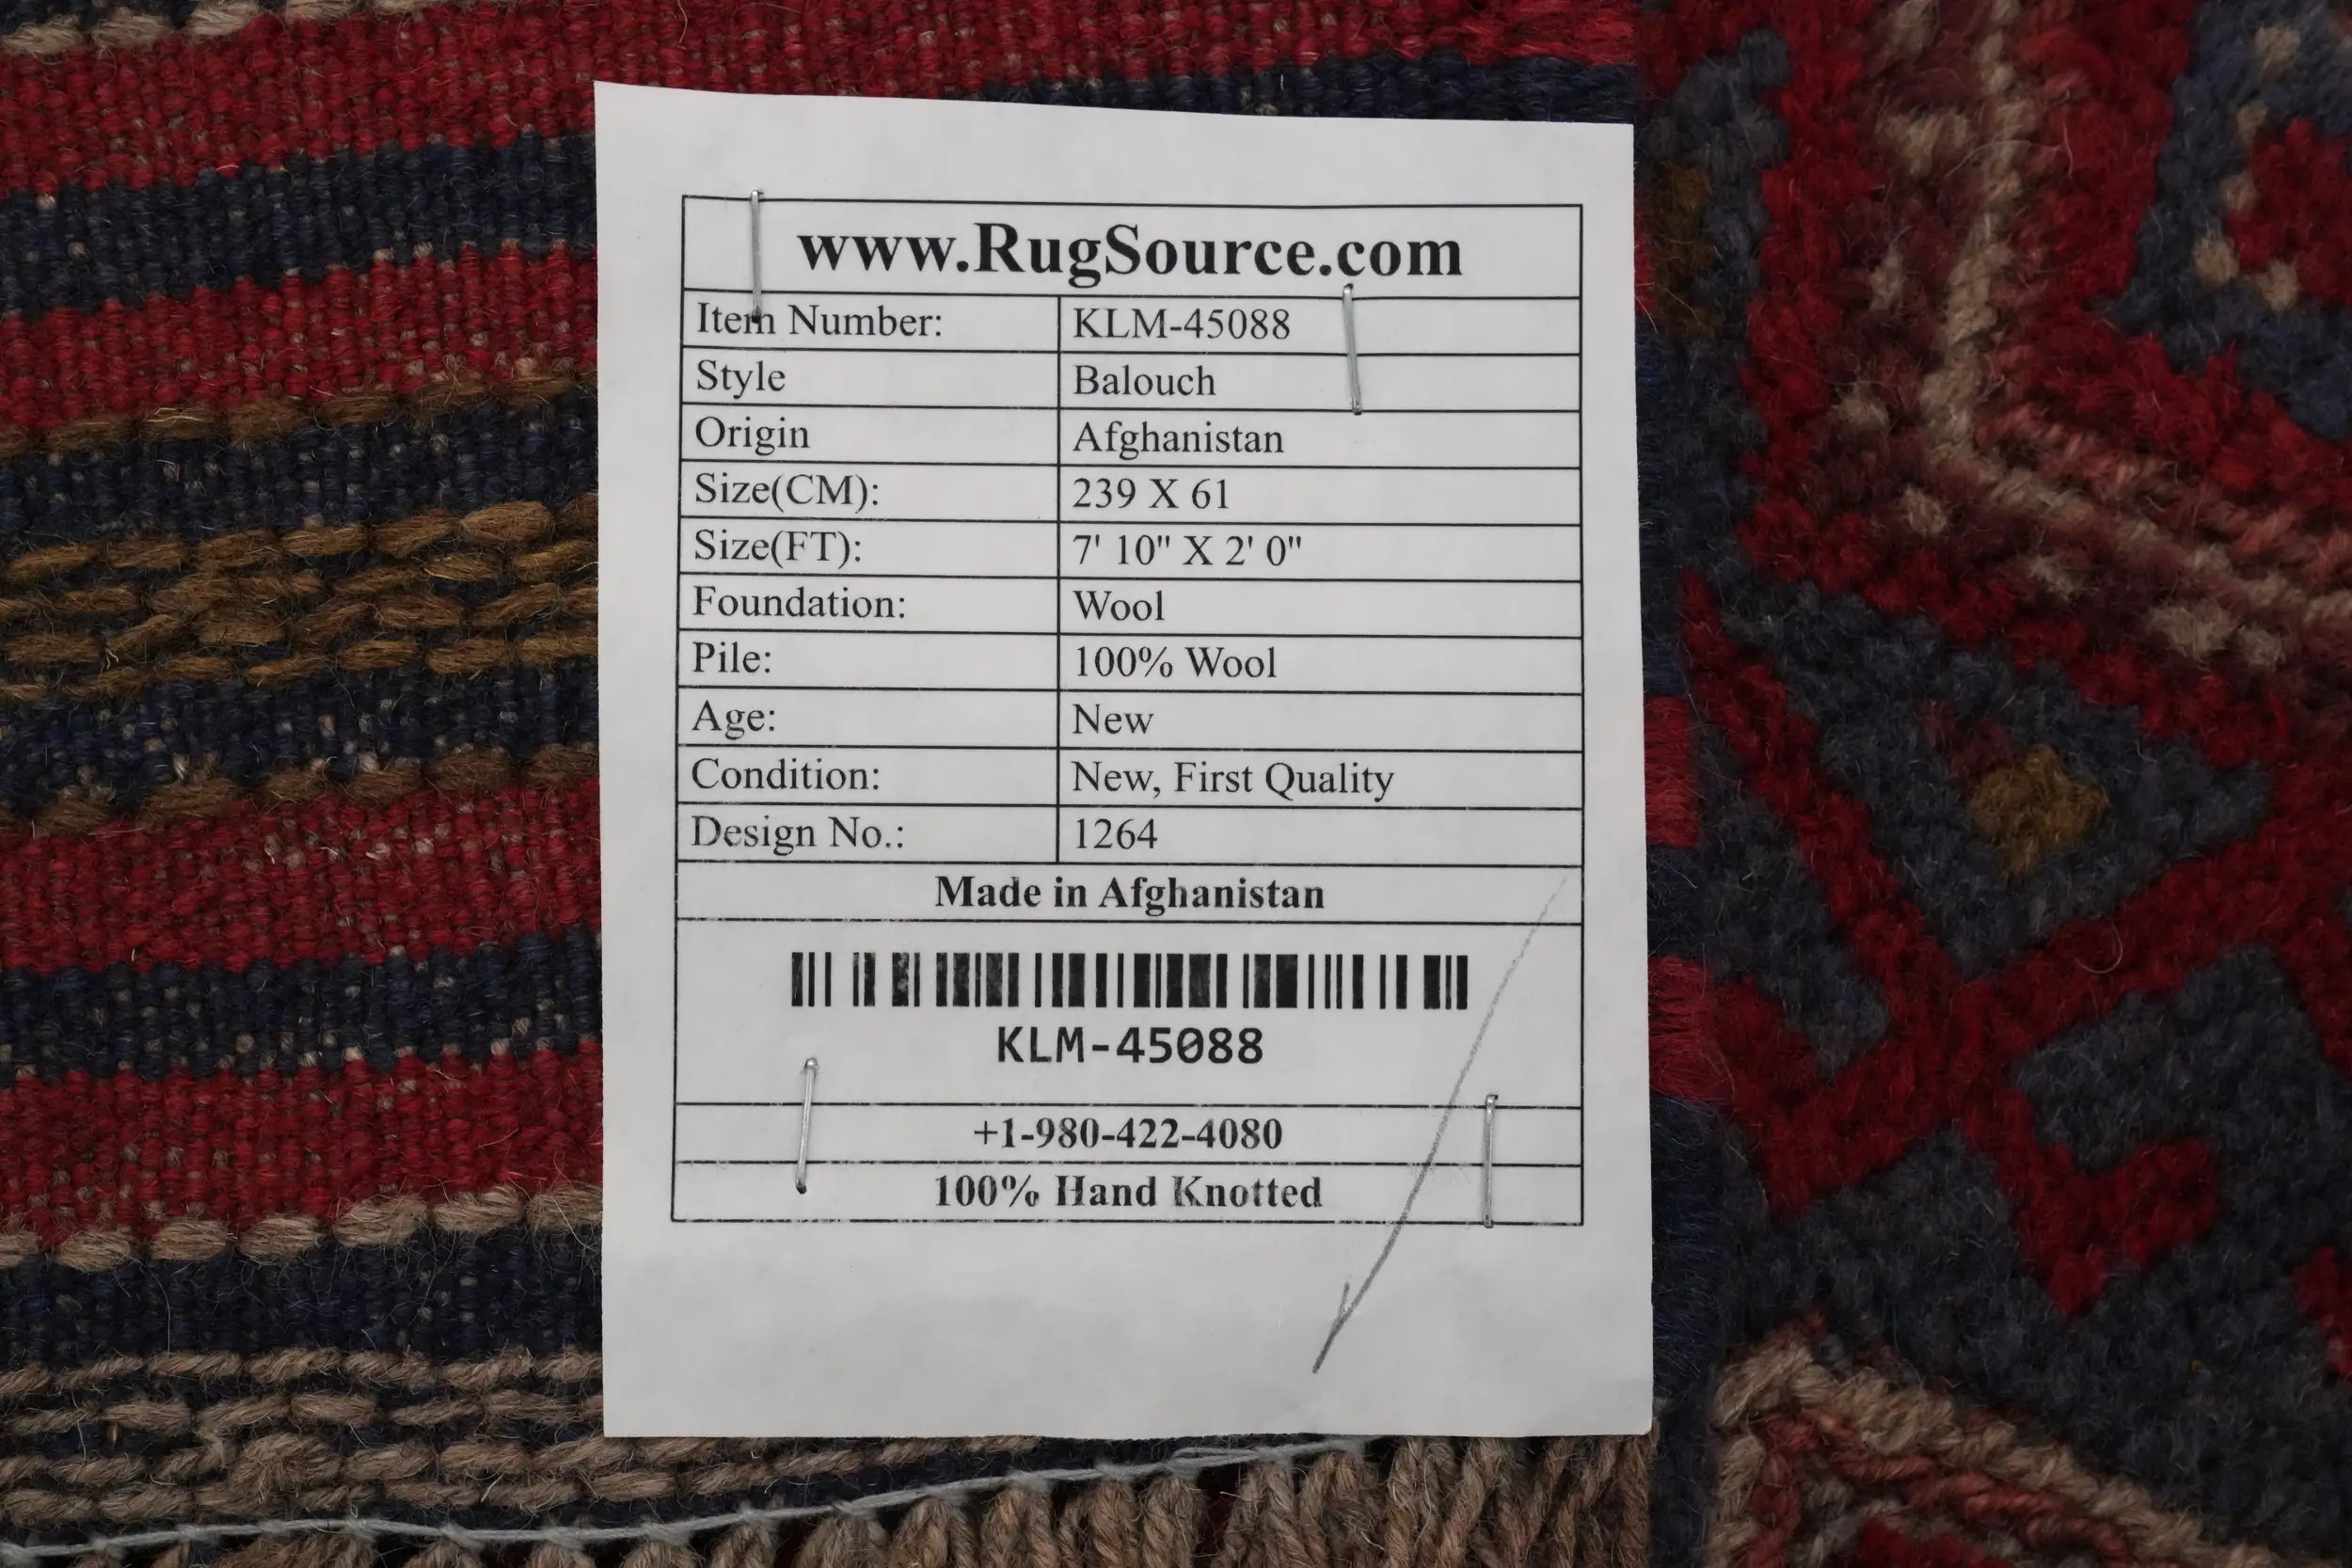 www.RugSource.com
Item Number: KLM-45088
Style Balouch
Origin Afghanistan
Size(CM): 239 X 61
Size(FT): 7' 10" X 2' 0"
Foundation: Wool
Pile: 100% Wool
Age: New
Condition: New, First Quality
Design No.: 1264
Made in Afghanistan
KLM-45088
+1-980-422-4080
100% Hand Knotted